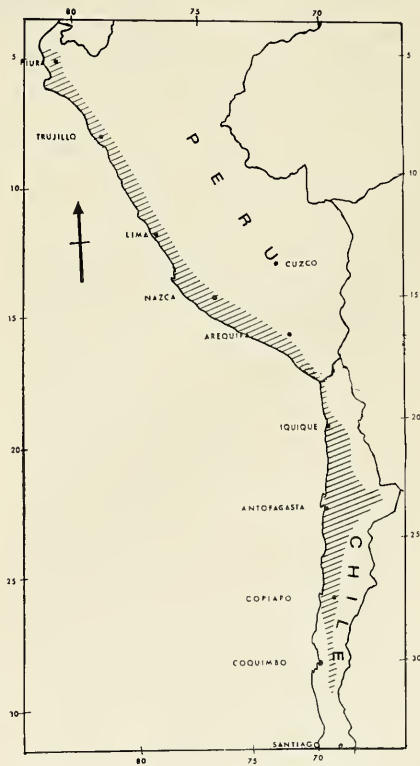 80 75 70
5 5
PIURA
TRUJILLO
PERU
10 10
LIMA
CUZCO
NAZCA
15 15
AREQUIPA
IQUIQUE
20 20
ANTOFAGASTA
CHILE
25 25
COPIAPO
COQUIMBO
30 30
SANTIAGO
80 75 70